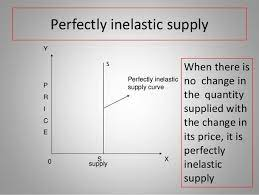 Perfectly inelastic supply
Y
S
Perfectly inelastic
supply curve
P
R
I
C
E
0
S
X
supply
When there is
no change in
the quantity
supplied with
the change in
its price, it is
perfectly
inelastic
supply